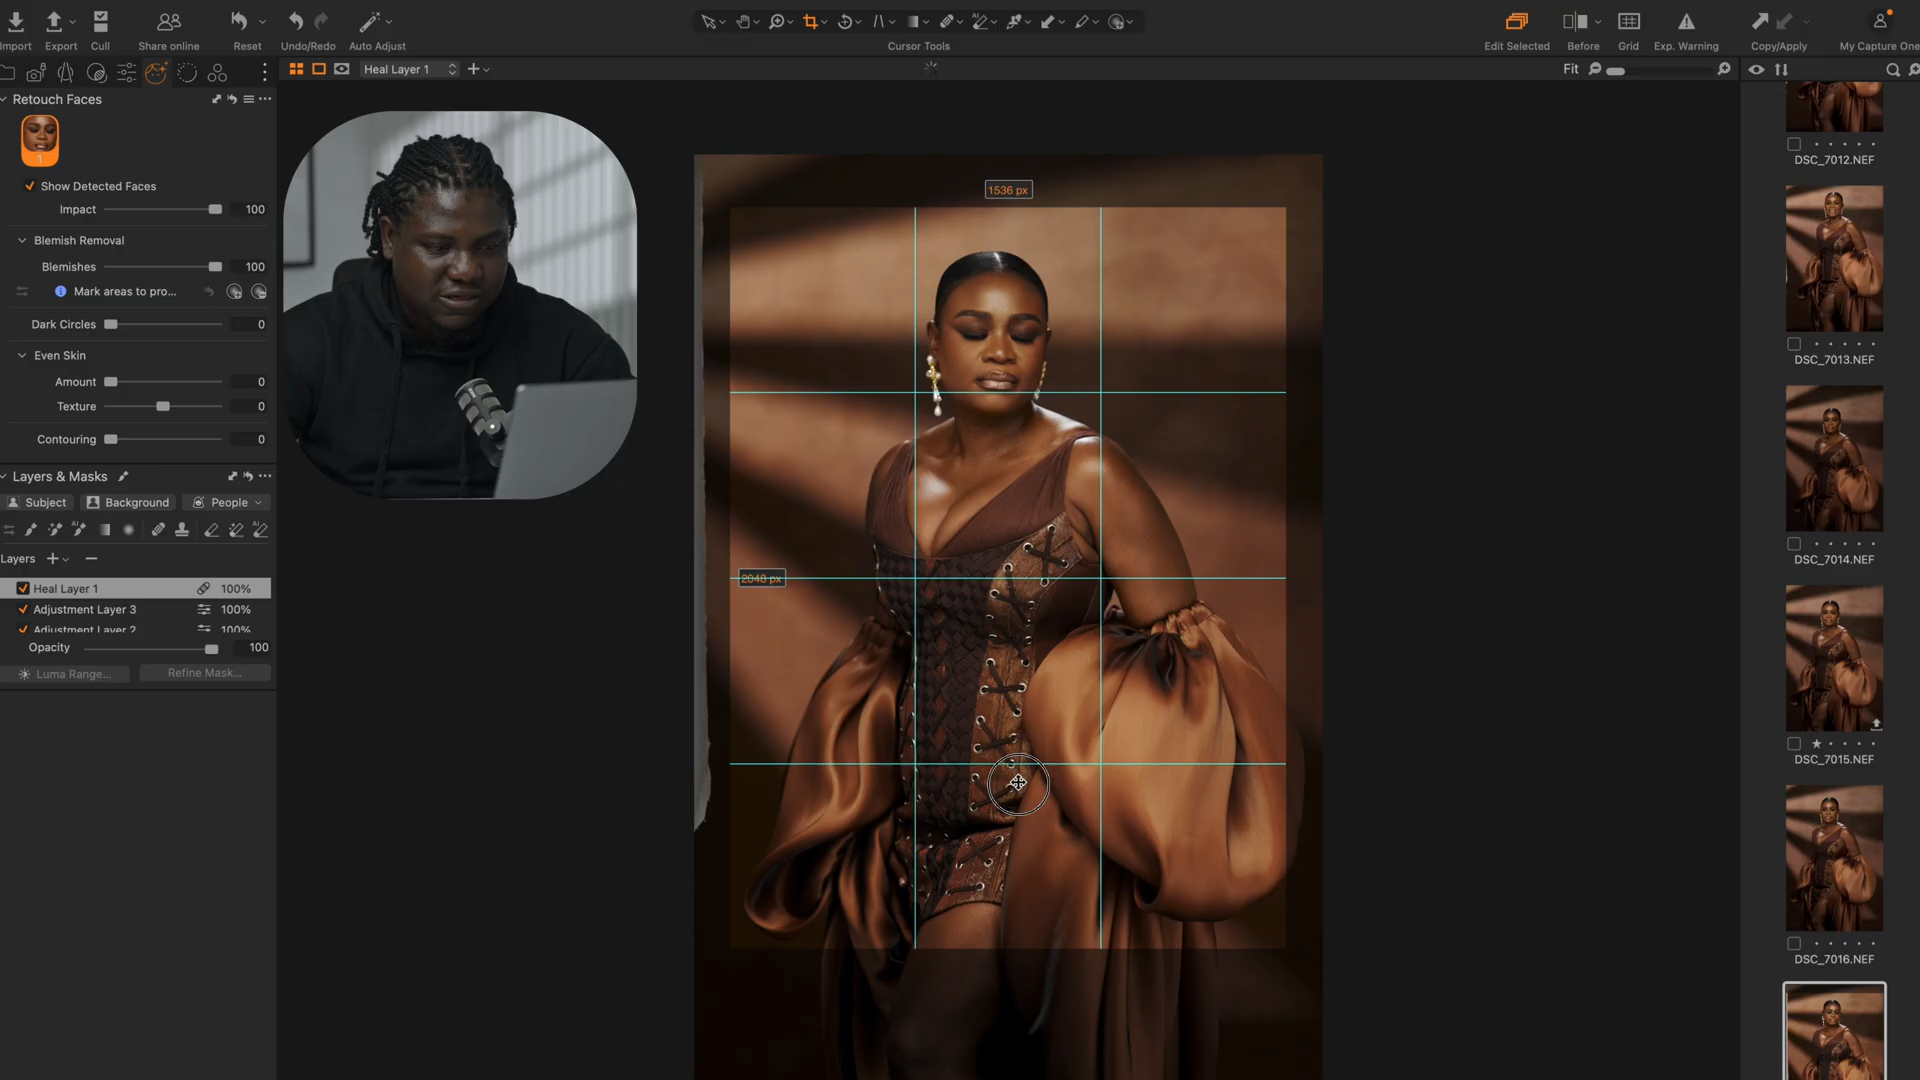 Import
Export
Cull
Share online
Reset
Undo/Redo
Auto Adjust
Cursor Tools
Edit Selected
Before
Grid
Exp. Warning
Copy/Apply
My Capture One
Heal Layer 1
Fit
Retouch Faces
1
Show Detected Faces
Impact 100
Blemish Removal
Blemishes 100
Mark areas to pro...
Dark Circles 0
Even Skin
Amount 0
Texture 0
Contouring 0
Layers & Masks
Subject
Background
People
AI
AI
Layers
Heal Layer 1 100%
Adjustment Layer 3 100%
Adjustment Layer 2 100%
Opacity 100
Luma Range...
Refine Mask...
1536 px
2048 px
DSC_7012.NEF
DSC_7013.NEF
DSC_7014.NEF
DSC_7015.NEF
DSC_7016.NEF